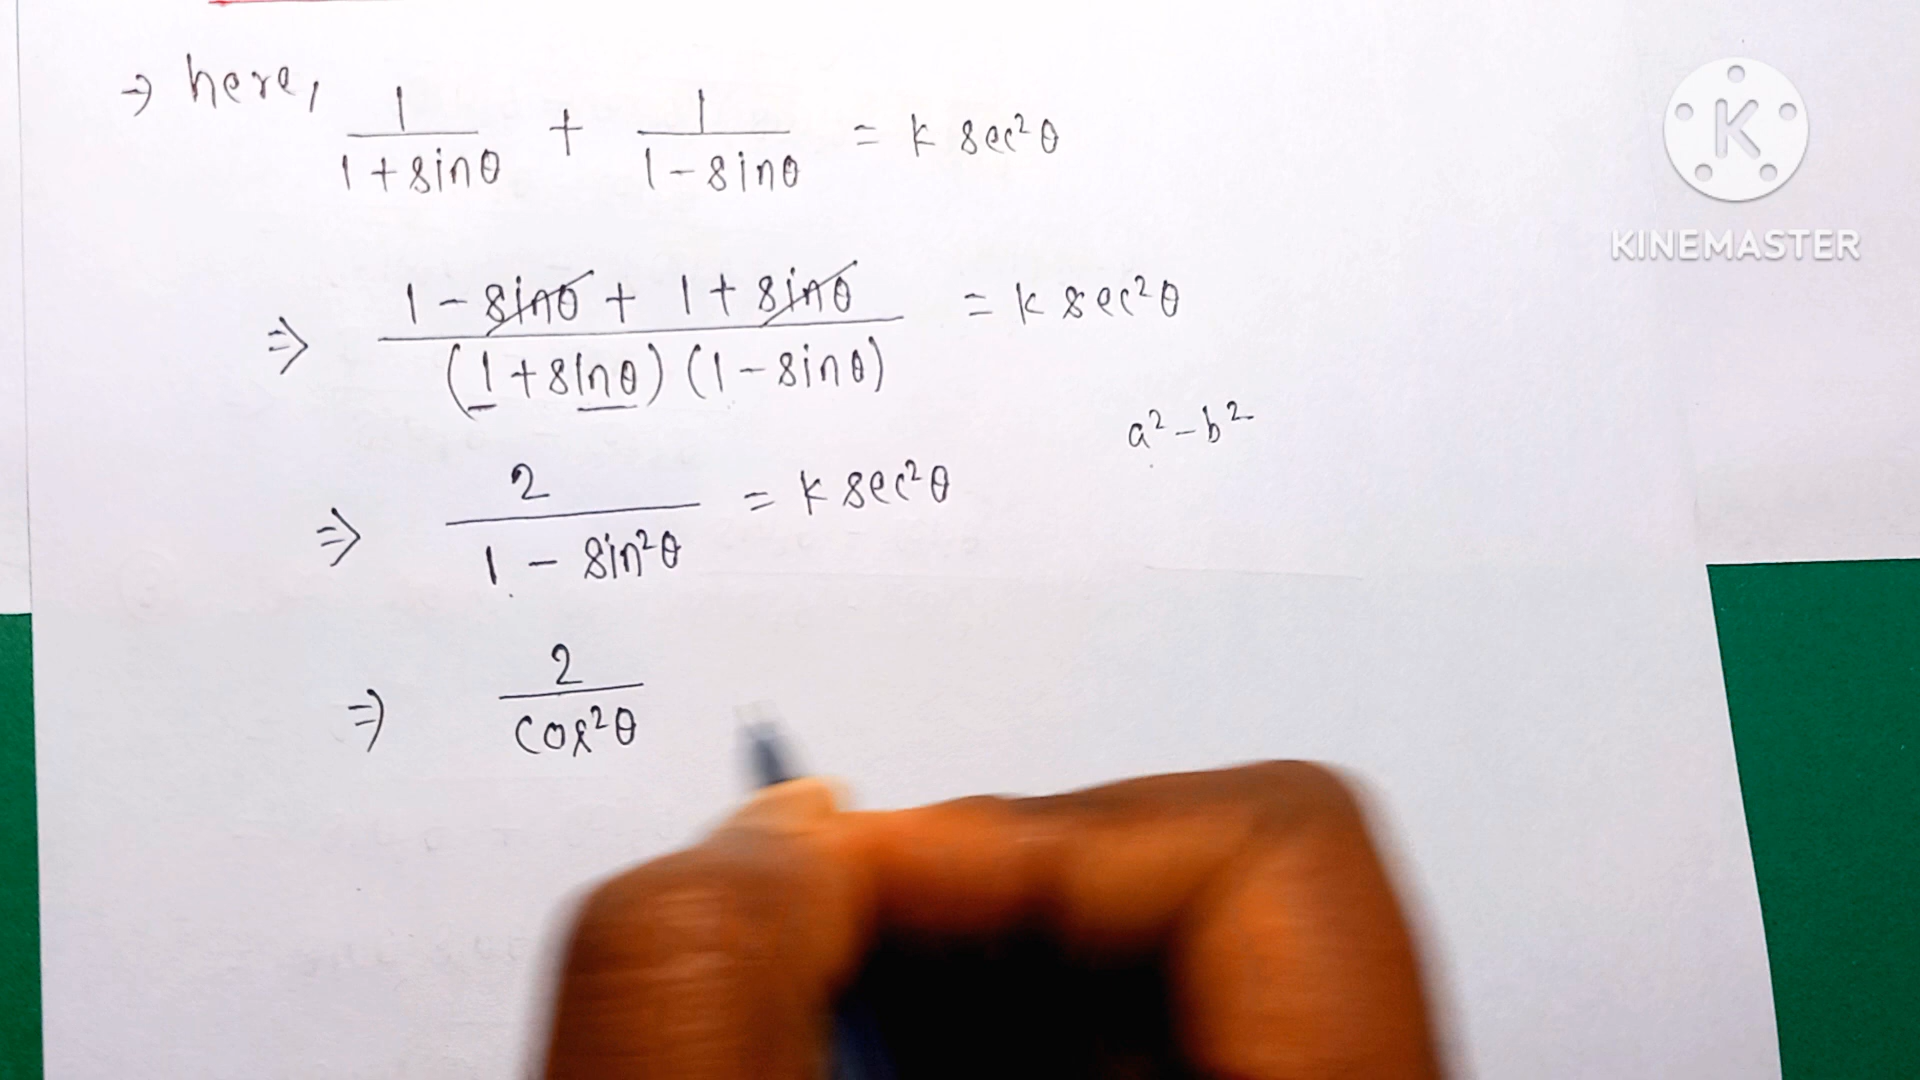 → here, 1/(1+sinθ) + 1/(1-sinθ) = k sec²θ
⇒ (1 - sinθ + 1 + sinθ)/((1+sinθ)(1-sinθ)) = k sec²θ
a² - b²
⇒ 2/(1 - sin²θ) = k sec²θ
⇒ 2/cos²θ
KINEMASTER